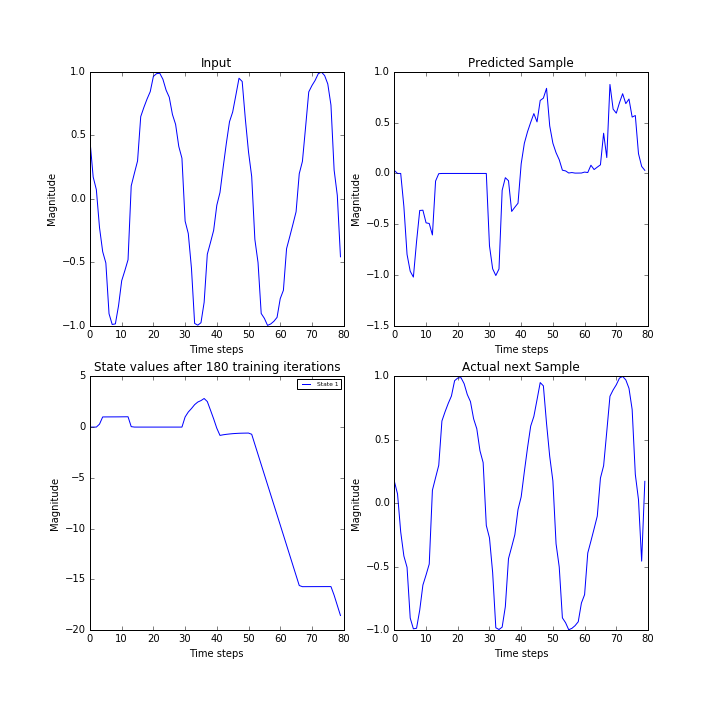 Input
1.0
0.5
0.0
−0.5
−1.0
Magnitude
0 10 20 30 40 50 60 70 80
Time steps
Predicted Sample
1.0
0.5
0.0
−0.5
−1.0
−1.5
Magnitude
0 10 20 30 40 50 60 70 80
Time steps
State values after 180 training iterations
State 1
5
0
−5
−10
−15
−20
Magnitude
0 10 20 30 40 50 60 70 80
Time steps
Actual next Sample
1.0
0.5
0.0
−0.5
−1.0
Magnitude
0 10 20 30 40 50 60 70 80
Time steps